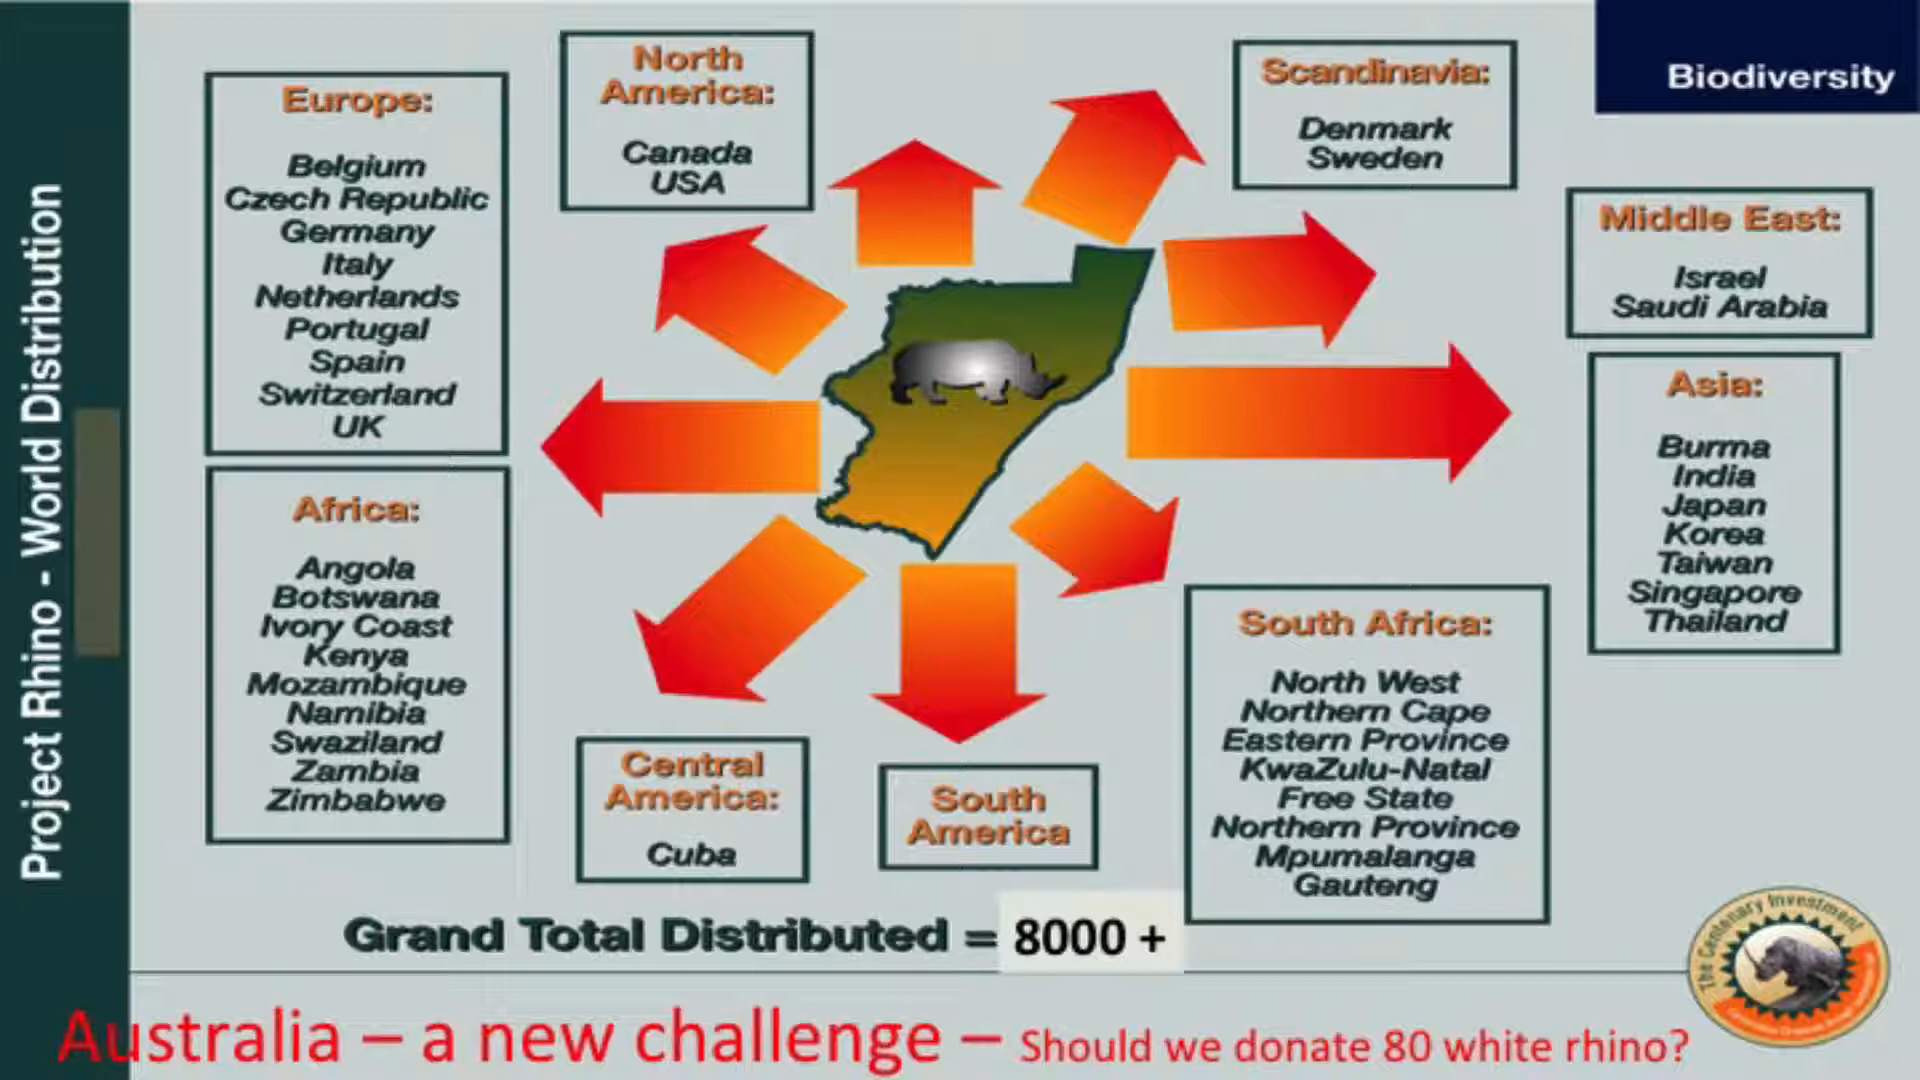 Project Rhino - World Distribution
Biodiversity
Europe:
Belgium
Czech Republic
Germany
Italy
Netherlands
Portugal
Spain
Switzerland
UK
North
America:
Canada
USA
Scandinavia:
Denmark
Sweden
Middle East:
Israel
Saudi Arabia
Asia:
Burma
India
Japan
Korea
Taiwan
Singapore
Thailand
Africa:
Angola
Botswana
Ivory Coast
Kenya
Mozambique
Namibia
Swaziland
Zambia
Zimbabwe
Central
America:
Cuba
South
America
South Africa:
North West
Northern Cape
Eastern Province
KwaZulu-Natal
Free State
Northern Province
Mpumalanga
Gauteng
Grand Total Distributed = 8000 +
The Centenary Investment
Australia – a new challenge – Should we donate 80 white rhino?